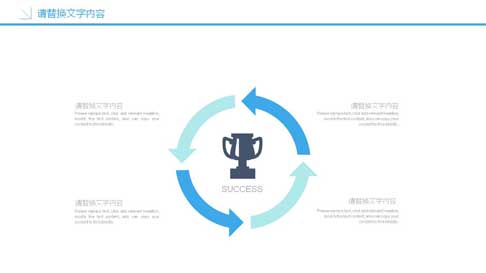 请替换文字内容
请替换文字内容
Please replace text, click add relevant headline,
modify the text content, also can copy your
content to this directly.
请替换文字内容
Please replace text, click add relevant headline,
modify the text content, also can copy your
content to this directly.
SUCCESS
请替换文字内容
Please replace text, click add relevant headline,
modify the text content, also can copy your
content to this directly.
请替换文字内容
Please replace text, click add relevant headline,
modify the text content, also can copy your
content to this directly.